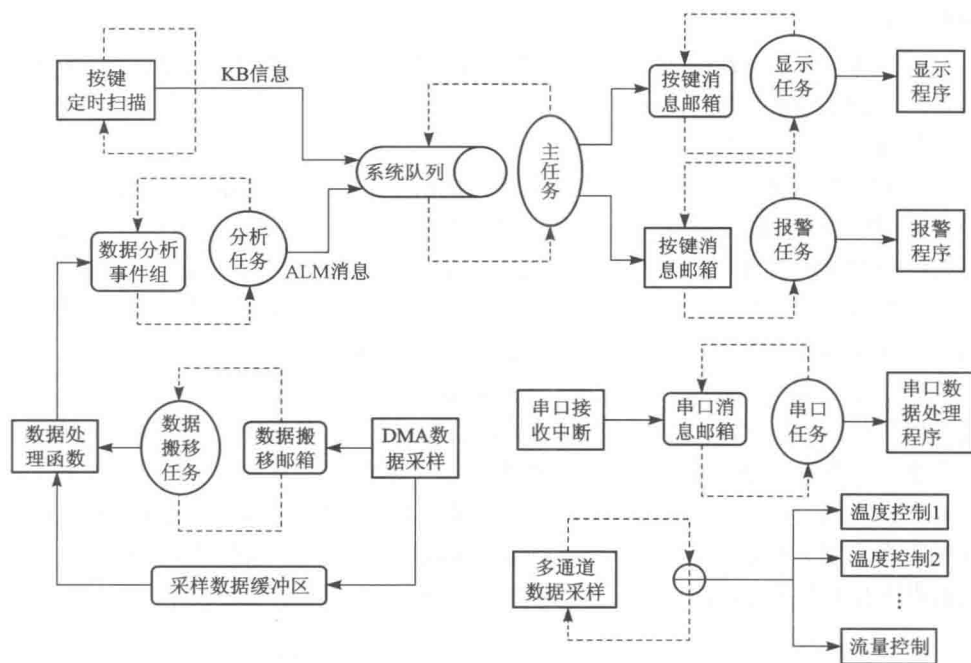 按键
定时扫描
KB信息
系统队列
主任务
按键消
息邮箱
显示
任务
显示
程序
数据分析
事件组
分析
任务
ALM消息
按键消
息邮箱
报警
任务
报警
程序
数据处
理函数
数据
搬移
任务
数据搬
移邮箱
DMA数
据采样
采样数据缓冲区
串口接
收中断
串口消
息邮箱
串口
任务
串口数
据处理
程序
多通道
数据采样
温度控制1
温度控制2
⋮
流量控制